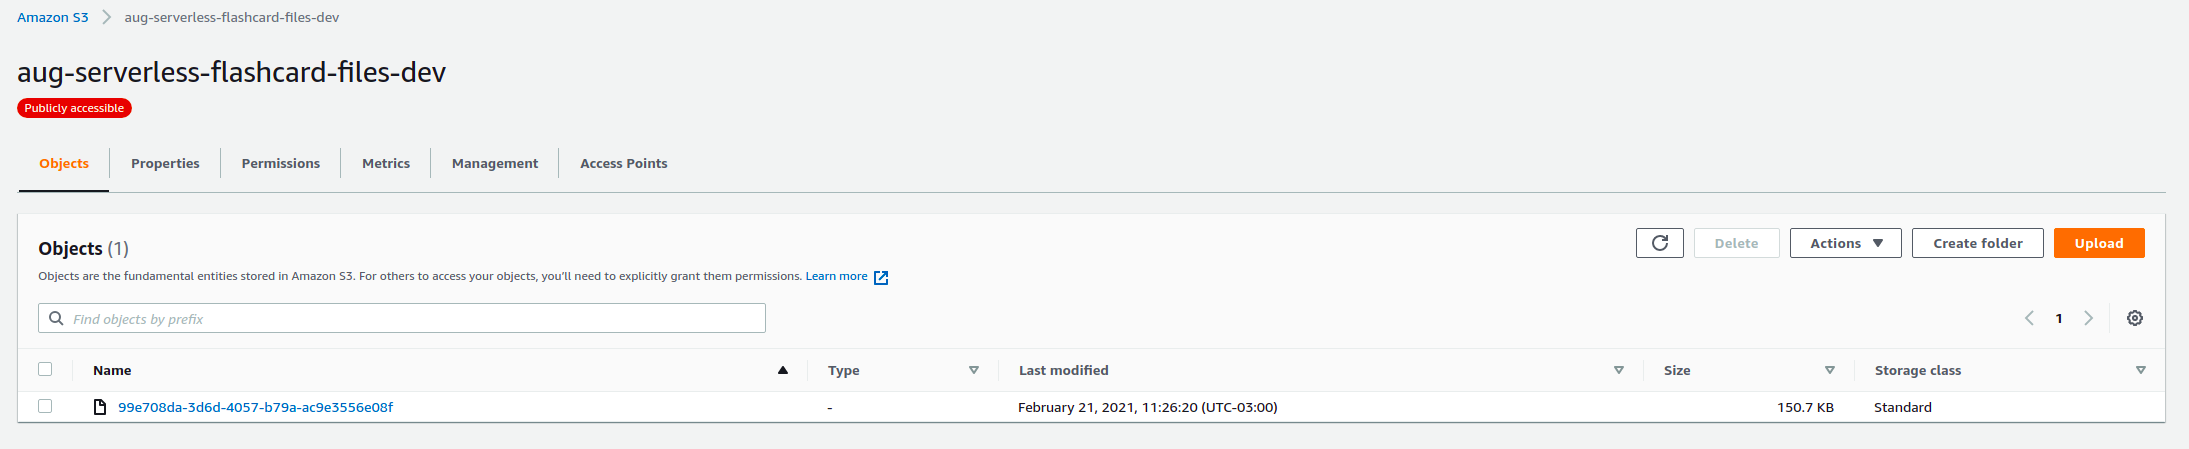 Amazon S3 > aug-serverless-flashcard-files-dev
aug-serverless-flashcard-files-dev
Publicly accessible
Objects Properties Permissions Metrics Management Access Points
Objects (1)
Delete Actions Create folder Upload
Objects are the fundamental entities stored in Amazon S3. For others to access your objects, you'll need to explicitly grant them permissions. Learn more
Find objects by prefix
1
Name Type Last modified Size Storage class
99e708da-3d6d-4057-b79a-ac9e3556e08f - February 21, 2021, 11:26:20 (UTC-03:00) 150.7 KB Standard